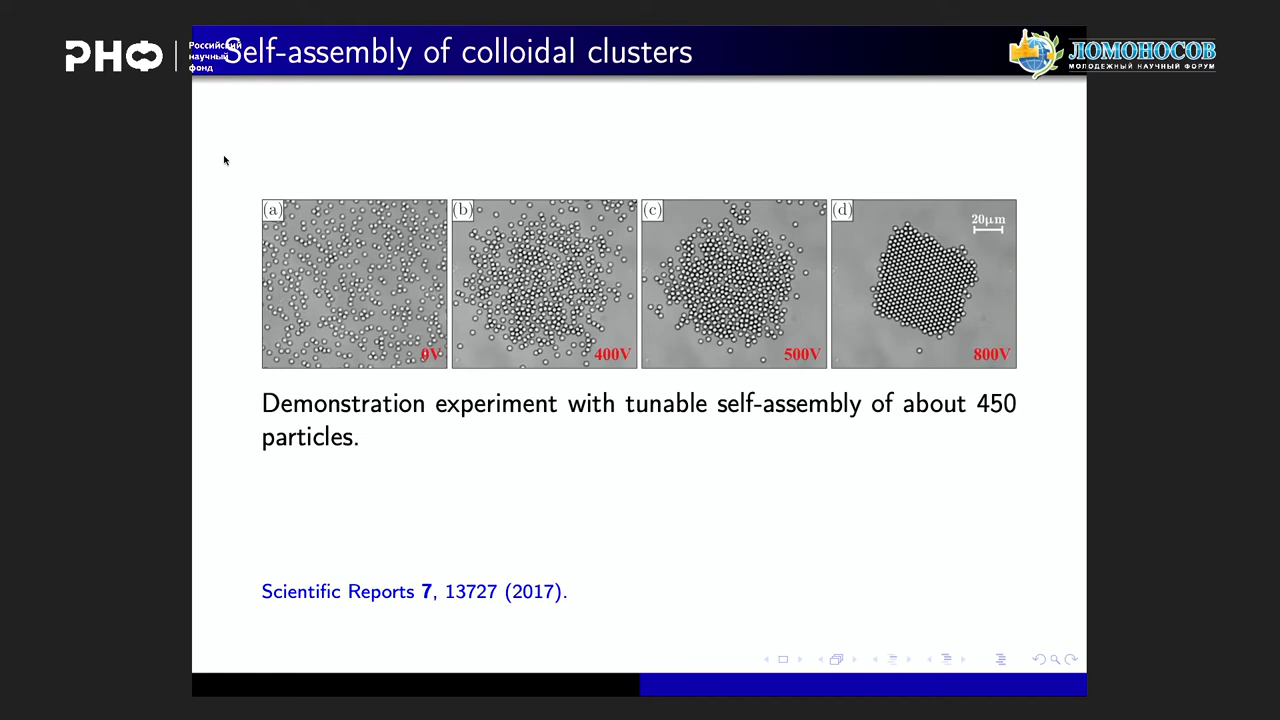 РНФ
Российский
научный
фонд
Self-assembly of colloidal clusters
ЛОМОНОСОВ
МОЛОДЕЖНЫЙ НАУЧНЫЙ ФОРУМ
(a)
0V
(b)
400V
(c)
500V
(d)
20μm
800V
Demonstration experiment with tunable self-assembly of about 450
particles.
Scientific Reports 7, 13727 (2017).